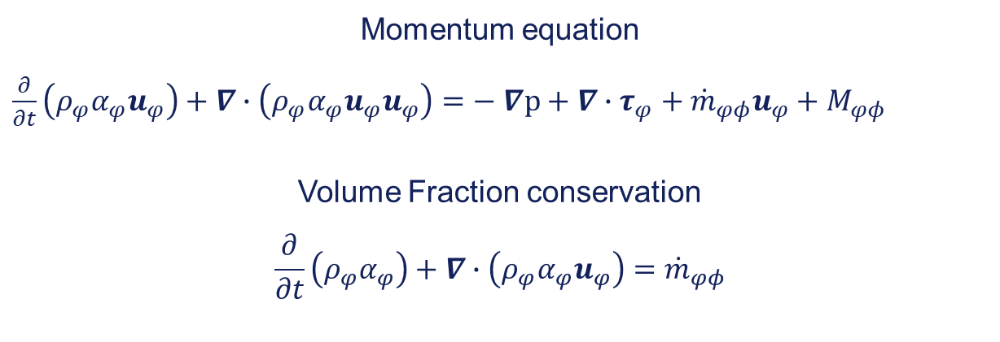 Momentum equation
∂/∂t (ρ_φ α_φ 𝒖_φ) + 𝛁 · (ρ_φ α_φ 𝒖_φ 𝒖_φ) = − 𝛁p + 𝛁 · 𝝉_φ + ṁ_φϕ 𝒖_φ + M_φϕ
Volume Fraction conservation
∂/∂t (ρ_φ α_φ) + 𝛁 · (ρ_φ α_φ 𝒖_φ) = ṁ_φϕ